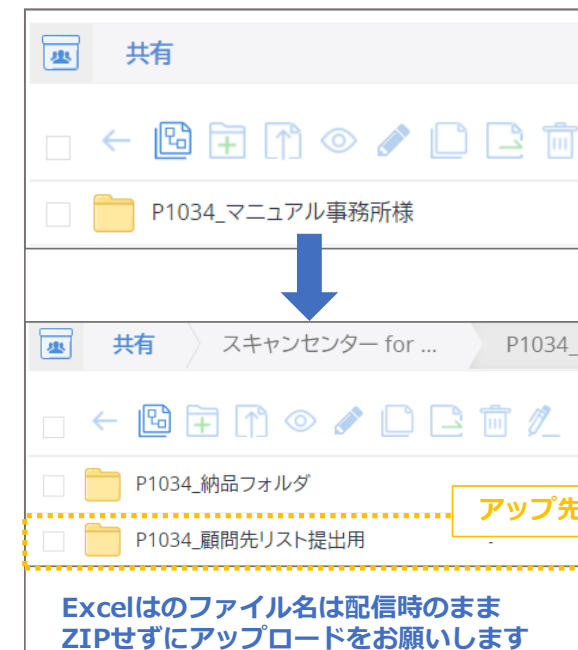 共有
P1034_マニュアル事務所様
共有 スキャンセンター for ... P1034_
P1034_納品フォルダ
アップ先
P1034_顧問先リスト提出用 -
Excelはのファイル名は配信時のまま
ZIPせずにアップロードをお願いします